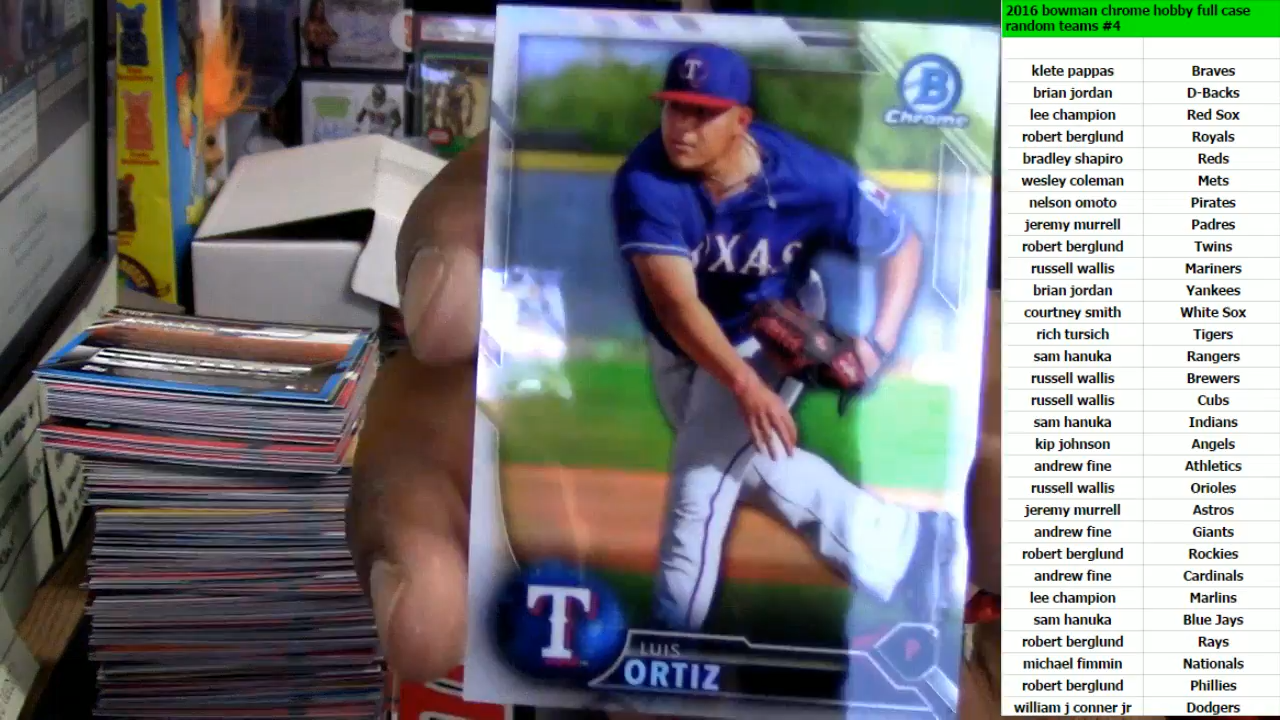 2016 bowman chrome hobby full case
random teams #4
klete pappas Braves
brian jordan D-Backs
lee champion Red Sox
robert berglund Royals
bradley shapiro Reds
wesley coleman Mets
nelson omoto Pirates
jeremy murrell Padres
robert berglund Twins
russell wallis Mariners
brian jordan Yankees
courtney smith White Sox
rich tursich Tigers
sam hanuka Rangers
russell wallis Brewers
russell wallis Cubs
sam hanuka Indians
kip johnson Angels
andrew fine Athletics
russell wallis Orioles
jeremy murrell Astros
andrew fine Giants
robert berglund Rockies
andrew fine Cardinals
lee champion Marlins
sam hanuka Blue Jays
robert berglund Rays
michael fimmin Nationals
robert berglund Phillies
william j conner jr Dodgers
B
Chrome
T
TEXAS
T
LUIS
ORTIZ
P